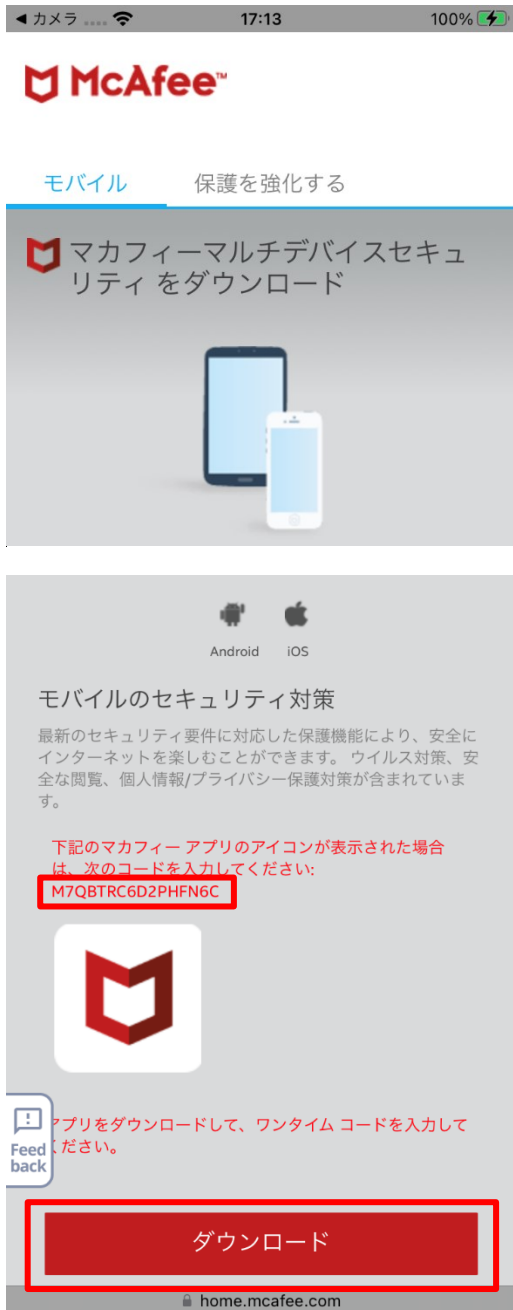 カメラ .... 17:13 100%
McAfee™
モバイル 保護を強化する
マカフィーマルチデバイスセキュ
リティ をダウンロード
Android iOS
モバイルのセキュリティ対策
最新のセキュリティ要件に対応した保護機能により、安全に
インターネットを楽しむことができます。 ウイルス対策、安
全な閲覧、個人情報/プライバシー保護対策が含まれていま
す。
下記のマカフィー アプリのアイコンが表示された場合
は、次のコードを入力してください:
M7QBTRC6D2PHFN6C
アプリをダウンロードして、ワンタイム コードを入力して
ください。
Feed
back
ダウンロード
home.mcafee.com